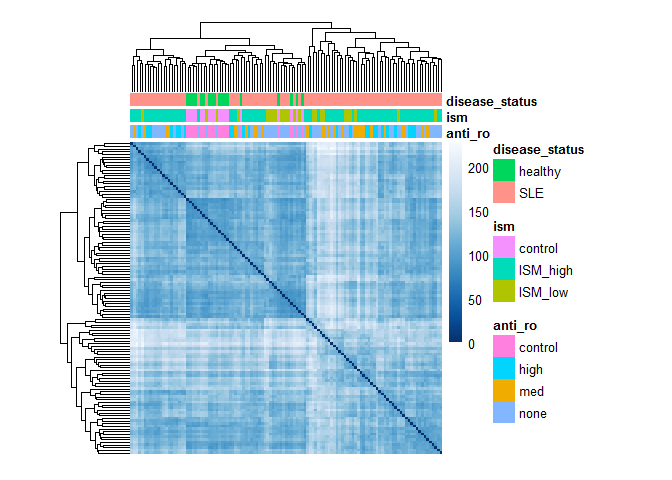 disease_status
ism
anti_ro
disease_status
healthy
SLE
ism
control
ISM_high
ISM_low
anti_ro
control
high
med
none
200
150
100
50
0